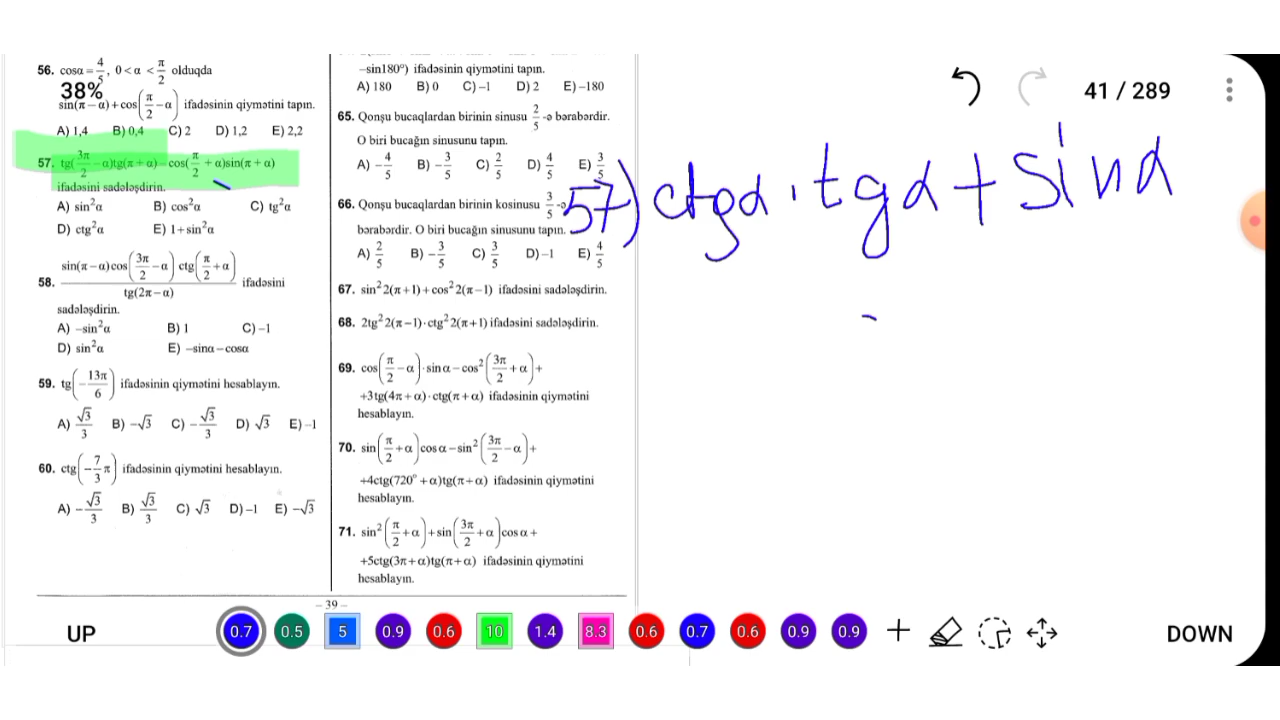 56. cosα = 4/5, 0 < α < π/2 olduqda
38%
sin(π − α) + cos(π/2 − α) ifadəsinin qiymətini tapın.
A) 1,4 B) 0,4 C) 2 D) 1,2 E) 2,2
57. tg(3π/2 − α)tg(π + α) − cos(π/2 + α)sin(π + α)
ifadəsini sadələşdirin.
A) sin²α B) cos²α C) tg²α
D) ctg²α E) 1 + sin²α
58. sin(π − α)cos(3π/2 − α) ctg(π/2 + α) / tg(2π − α) ifadəsini
sadələşdirin.
A) −sin²α B) 1 C) −1
D) sin²α E) −sinα − cosα
59. tg(−13π/6) ifadəsinin qiymətini hesablayın.
A) √3/3 B) −√3 C) −√3/3 D) √3 E) −1
60. ctg(−7/3 π) ifadəsinin qiymətini hesablayın.
A) −√3/3 B) √3/3 C) √3 D) −1 E) −√3
−sin180°) ifadəsinin qiymətini tapın.
A) 180 B) 0 C) −1 D) 2 E) −180
65. Qonşu bucaqlardan birinin sinusu 2/5 -ə bərabərdir.
O biri bucağın sinusunu tapın.
A) −4/5 B) −3/5 C) 2/5 D) 4/5 E) 3/5
66. Qonşu bucaqlardan birinin kosinusu 3/5 -ə
bərabərdir. O biri bucağın sinusunu tapın.
A) 2/5 B) −3/5 C) 3/5 D) −1 E) 4/5
67. sin² 2(π + 1) + cos² 2(π − 1) ifadəsini sadələşdirin.
68. 2tg² 2(π − 1) · ctg² 2(π + 1) ifadəsini sadələşdirin.
69. cos(π/2 − α) · sin α − cos²(3π/2 + α) +
+3tg(4π + α) · ctg(π + α) ifadəsinin qiymətini
hesablayın.
70. sin(π/2 + α) cos α − sin²(3π/2 − α) +
+4ctg(720° + α)tg(π + α) ifadəsinin qiymətini
hesablayın.
71. sin²(π/2 + α) + sin(3π/2 + α) cos α +
+5ctg(3π + α)tg(π + α) ifadəsinin qiymətini
hesablayın.
– 39 –
57) ctgα · tgα + sinα
41 / 289
UP 0.7 0.5 5 0.9 0.6 10 1.4 8.3 0.6 0.7 0.6 0.9 0.9 + DOWN